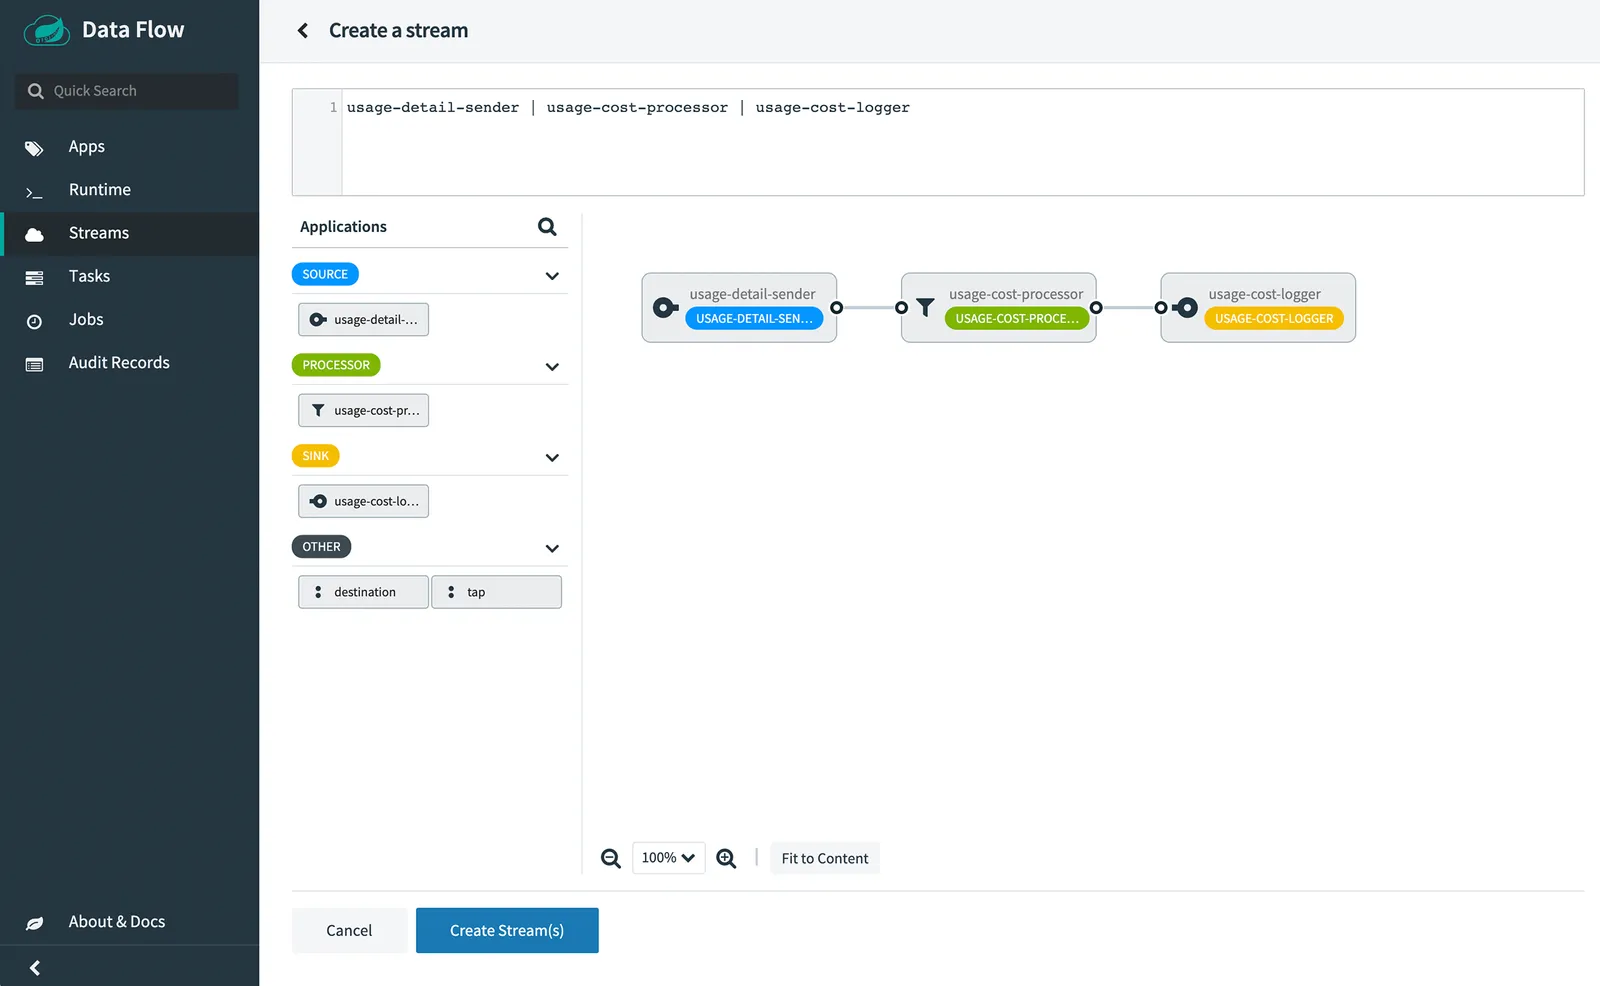 Data Flow
Quick Search
Apps
Runtime
Streams
Tasks
Jobs
Audit Records
About & Docs
Create a stream
1 usage-detail-sender | usage-cost-processor | usage-cost-logger
Applications
SOURCE
usage-detail-...
PROCESSOR
usage-cost-pr...
SINK
usage-cost-lo...
OTHER
destination
tap
usage-detail-sender
USAGE-DETAIL-SEN...
usage-cost-processor
USAGE-COST-PROCE...
usage-cost-logger
USAGE-COST-LOGGER
100%
Fit to Content
Cancel
Create Stream(s)